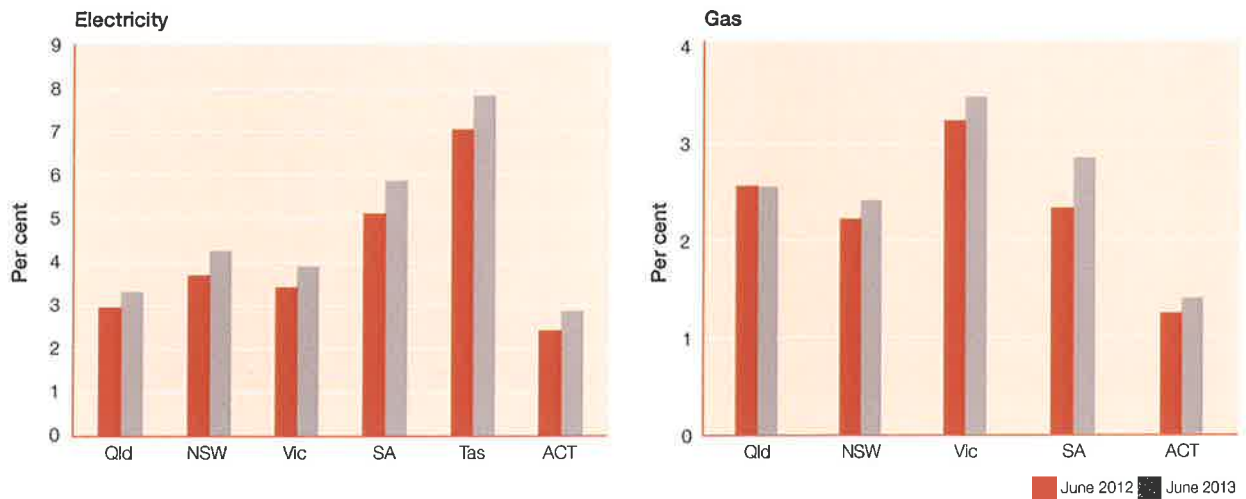 Electricity
9
8
7
6
5
4
3
2
1
0
Per cent
Qld NSW Vic SA Tas ACT
Gas
4
3
2
1
0
Per cent
Qld NSW Vic SA ACT
June 2012 June 2013